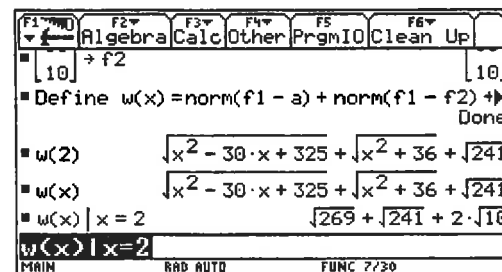 F1 F2 F3 F4 F5 F6
Algebra Calc Other PrgmIO Clean Up
[10] → f2 [10
▪ Define w(x) = norm(f1 - a) + norm(f1 - f2) +▶
Done
▪ w(2) √x² - 30·x + 325 + √x² + 36 + √241
▪ w(x) √x² - 30·x + 325 + √x² + 36 + √241
▪ w(x) | x = 2 √269 + √241 + 2·√10
w(x)|x=2
MAIN RAD AUTO FUNC 7/30